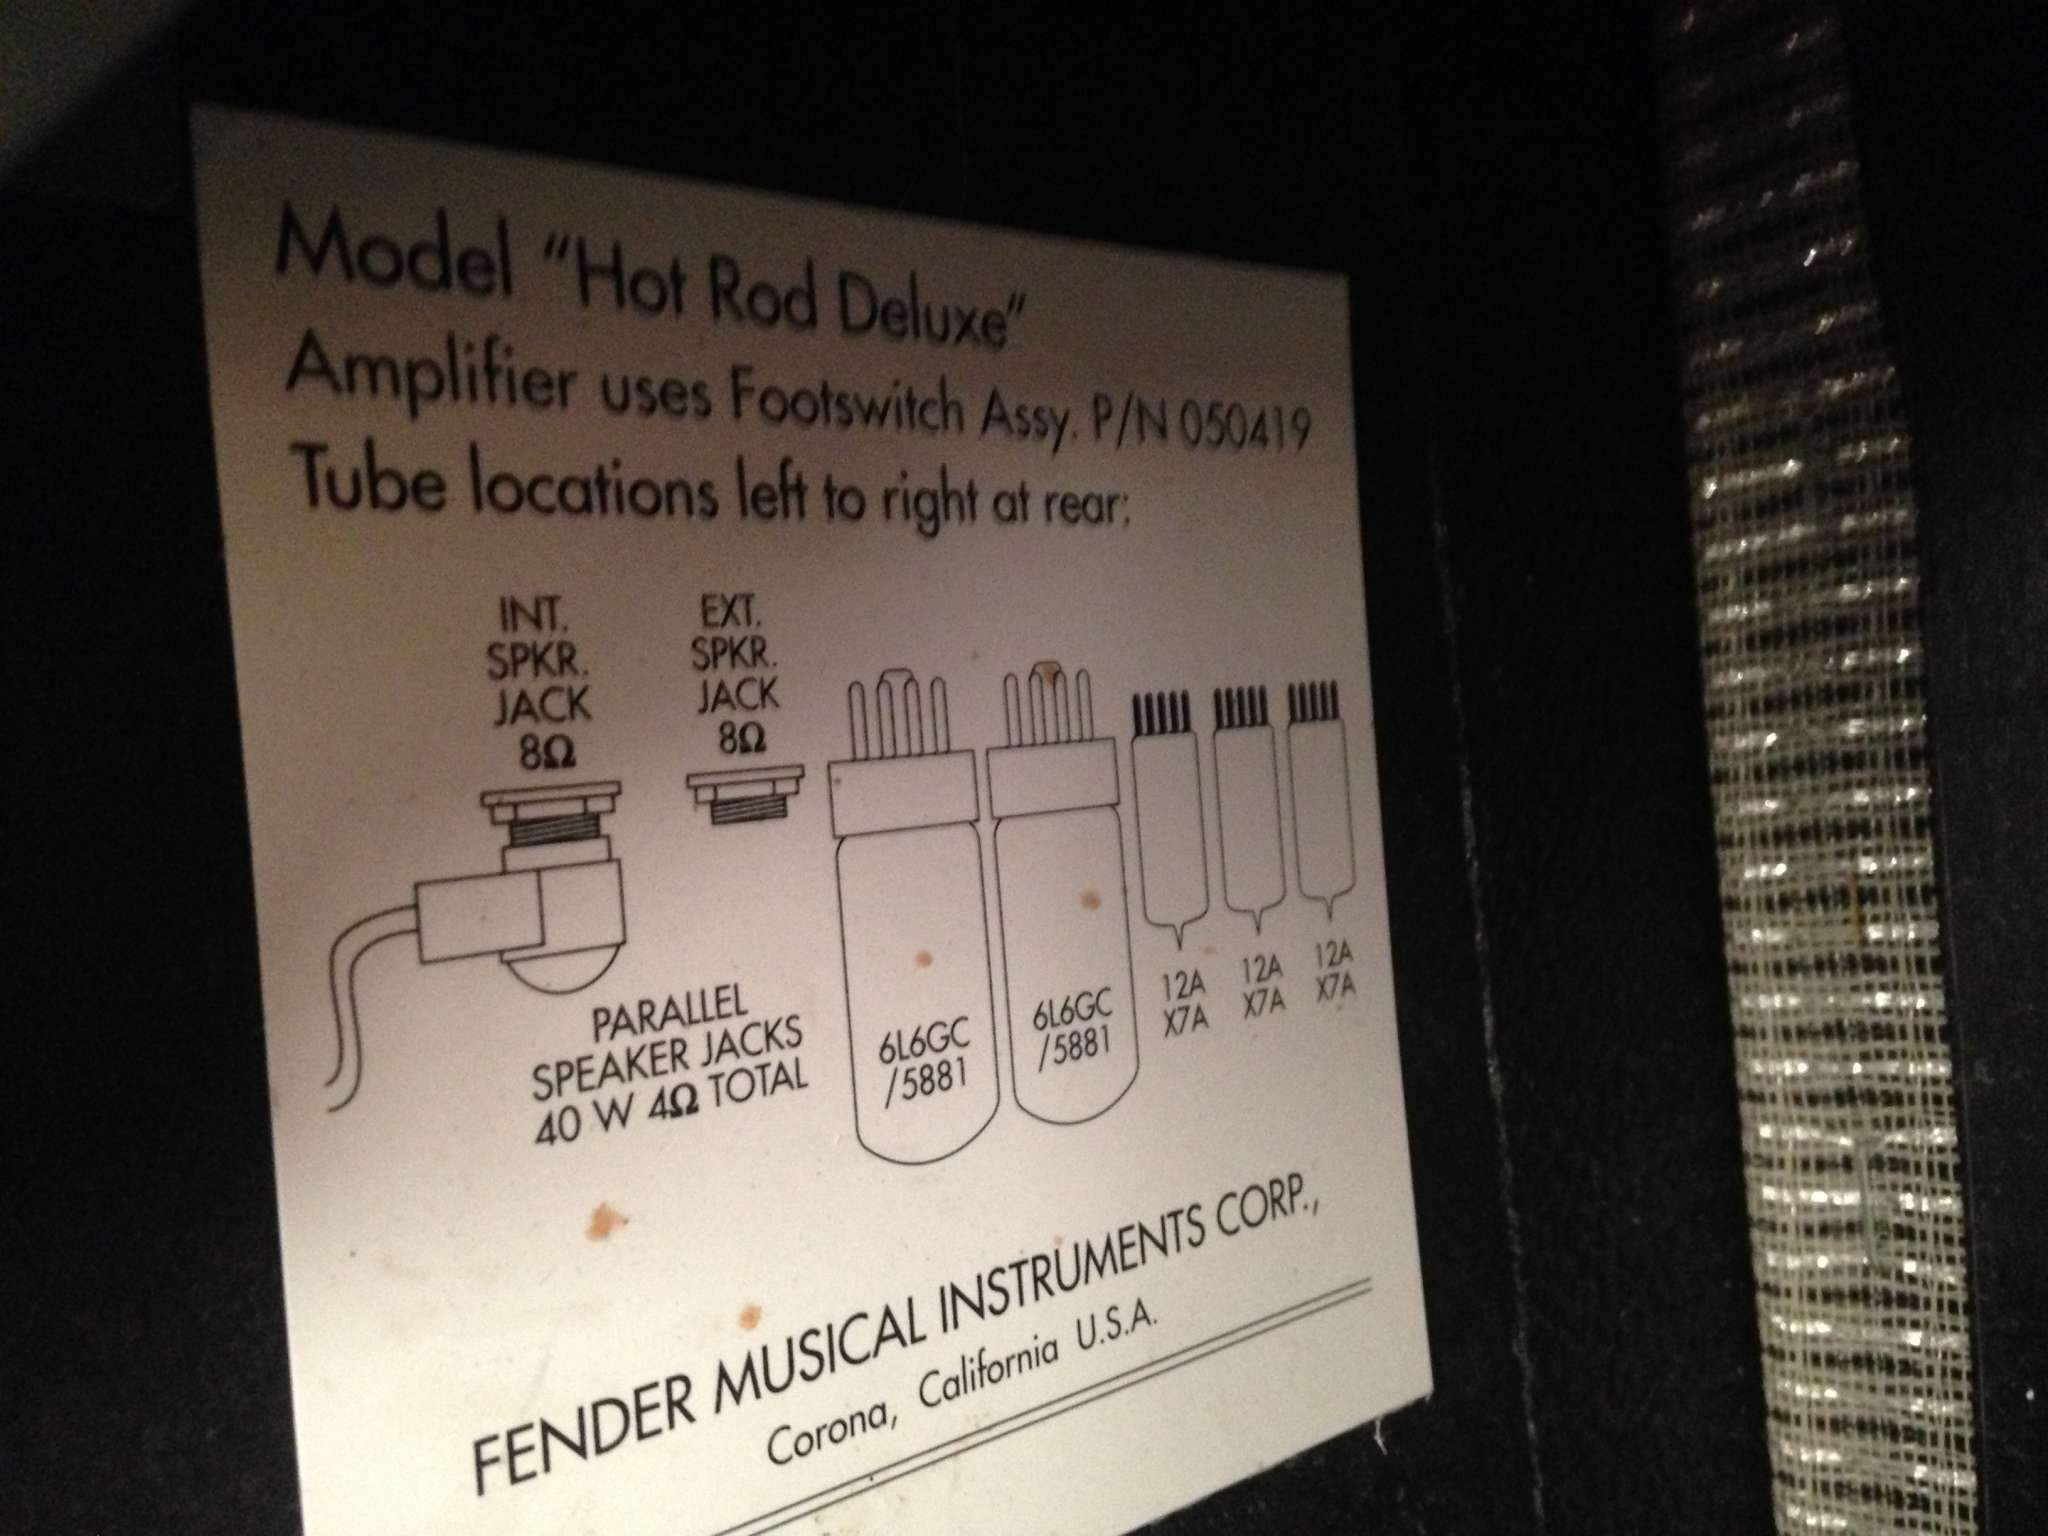 Model "Hot Rod Deluxe"
Amplifier uses Footswitch Assy. P/N 050419
Tube locations left to right at rear:
INT.
SPKR.
JACK
8Ω
EXT.
SPKR.
JACK
8Ω
PARALLEL
SPEAKER JACKS
40 W 4Ω TOTAL
6L6GC
/5881
6L6GC
/5881
12A
X7A
12A
X7A
12A
X7A
FENDER MUSICAL INSTRUMENTS CORP.,
Corona, California U.S.A.